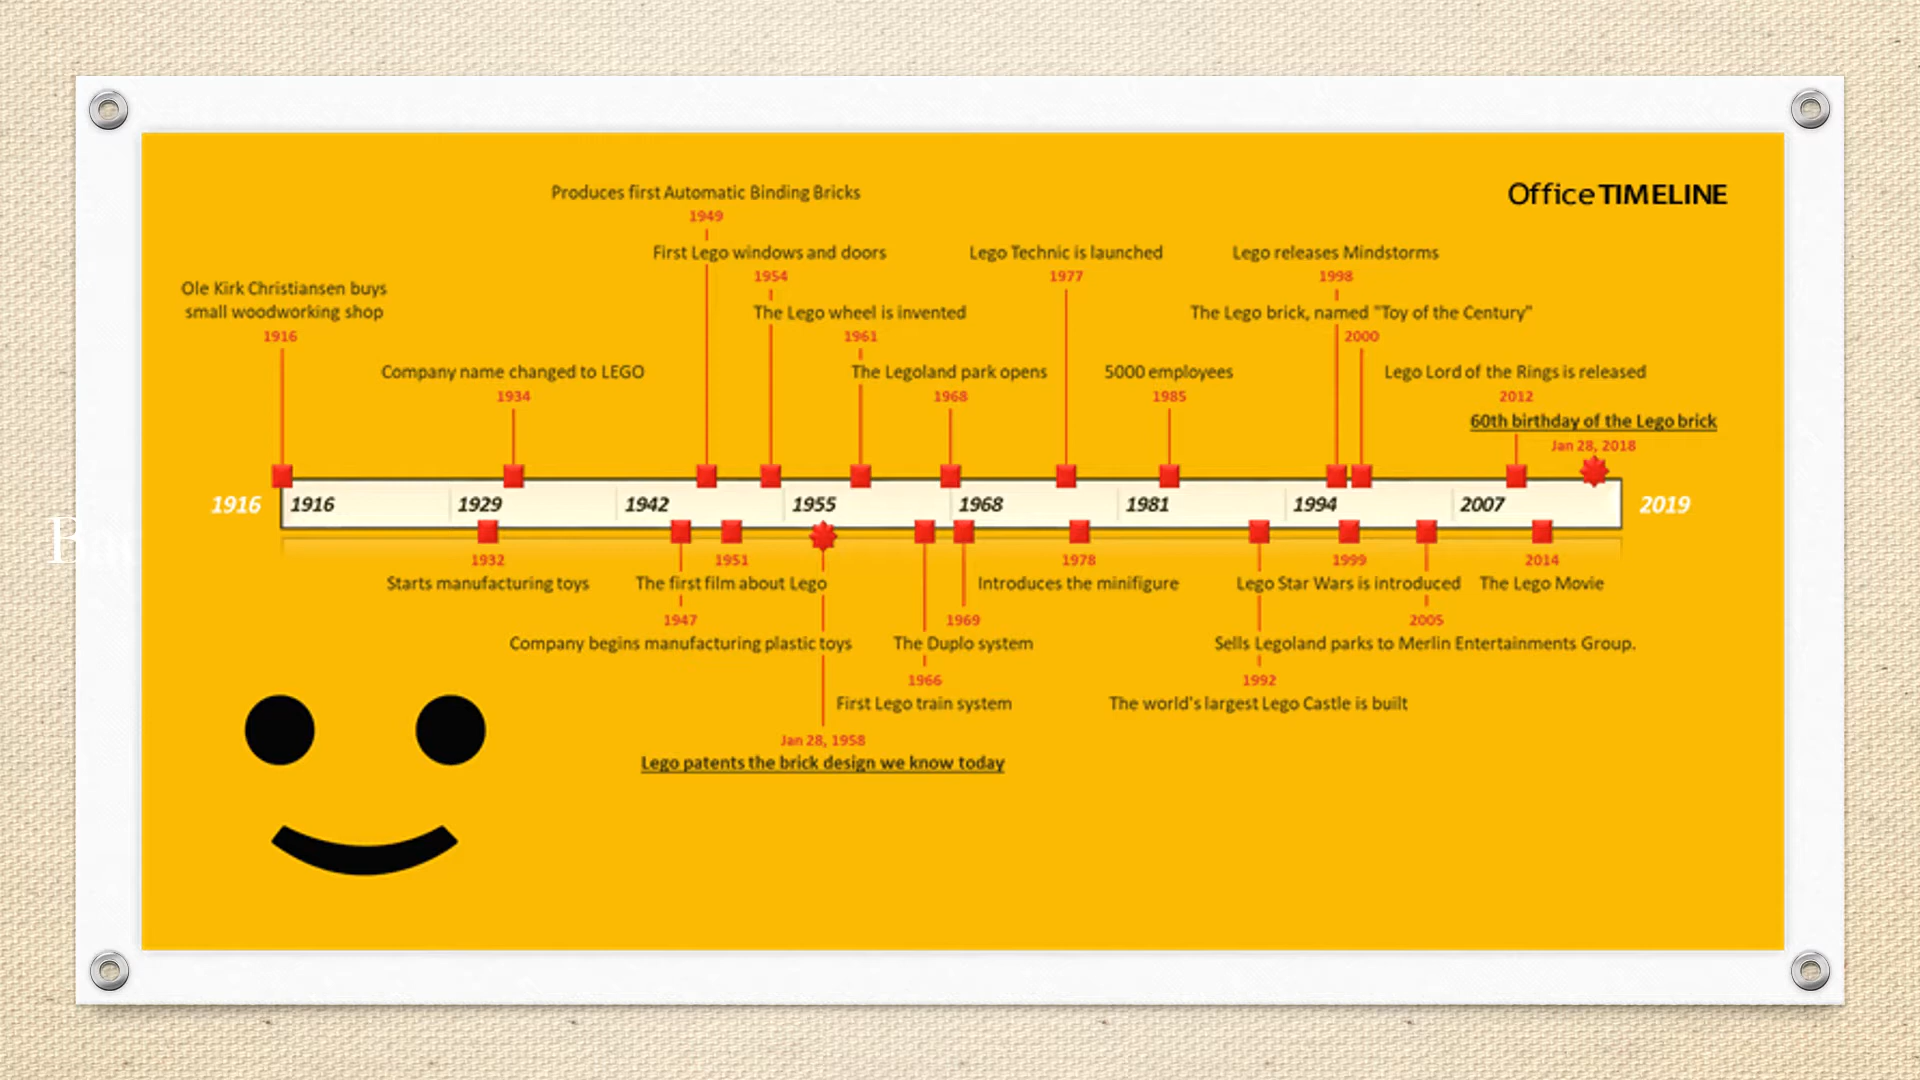 Produces first Automatic Binding Bricks
1949
Office TIMELINE
First Lego windows and doors
1954
Lego Technic is launched
1977
Lego releases Mindstorms
1998
Ole Kirk Christiansen buys
small woodworking shop
1916
The Lego wheel is invented
1961
The Lego brick, named "Toy of the Century"
2000
Company name changed to LEGO
1934
The Legoland park opens
1968
5000 employees
1985
Lego Lord of the Rings is released
2012
60th birthday of the Lego brick
Jan 28, 2018
1916 1916 1929 1942 1955 1968 1981 1994 2007 2019
1932
Starts manufacturing toys
1951
The first film about Lego
1978
Introduces the minifigure
1999
Lego Star Wars is introduced
2014
The Lego Movie
1947
Company begins manufacturing plastic toys
1969
The Duplo system
2005
Sells Legoland parks to Merlin Entertainments Group.
1966
First Lego train system
1992
The world's largest Lego Castle is built
Jan 28, 1958
Lego patents the brick design we know today